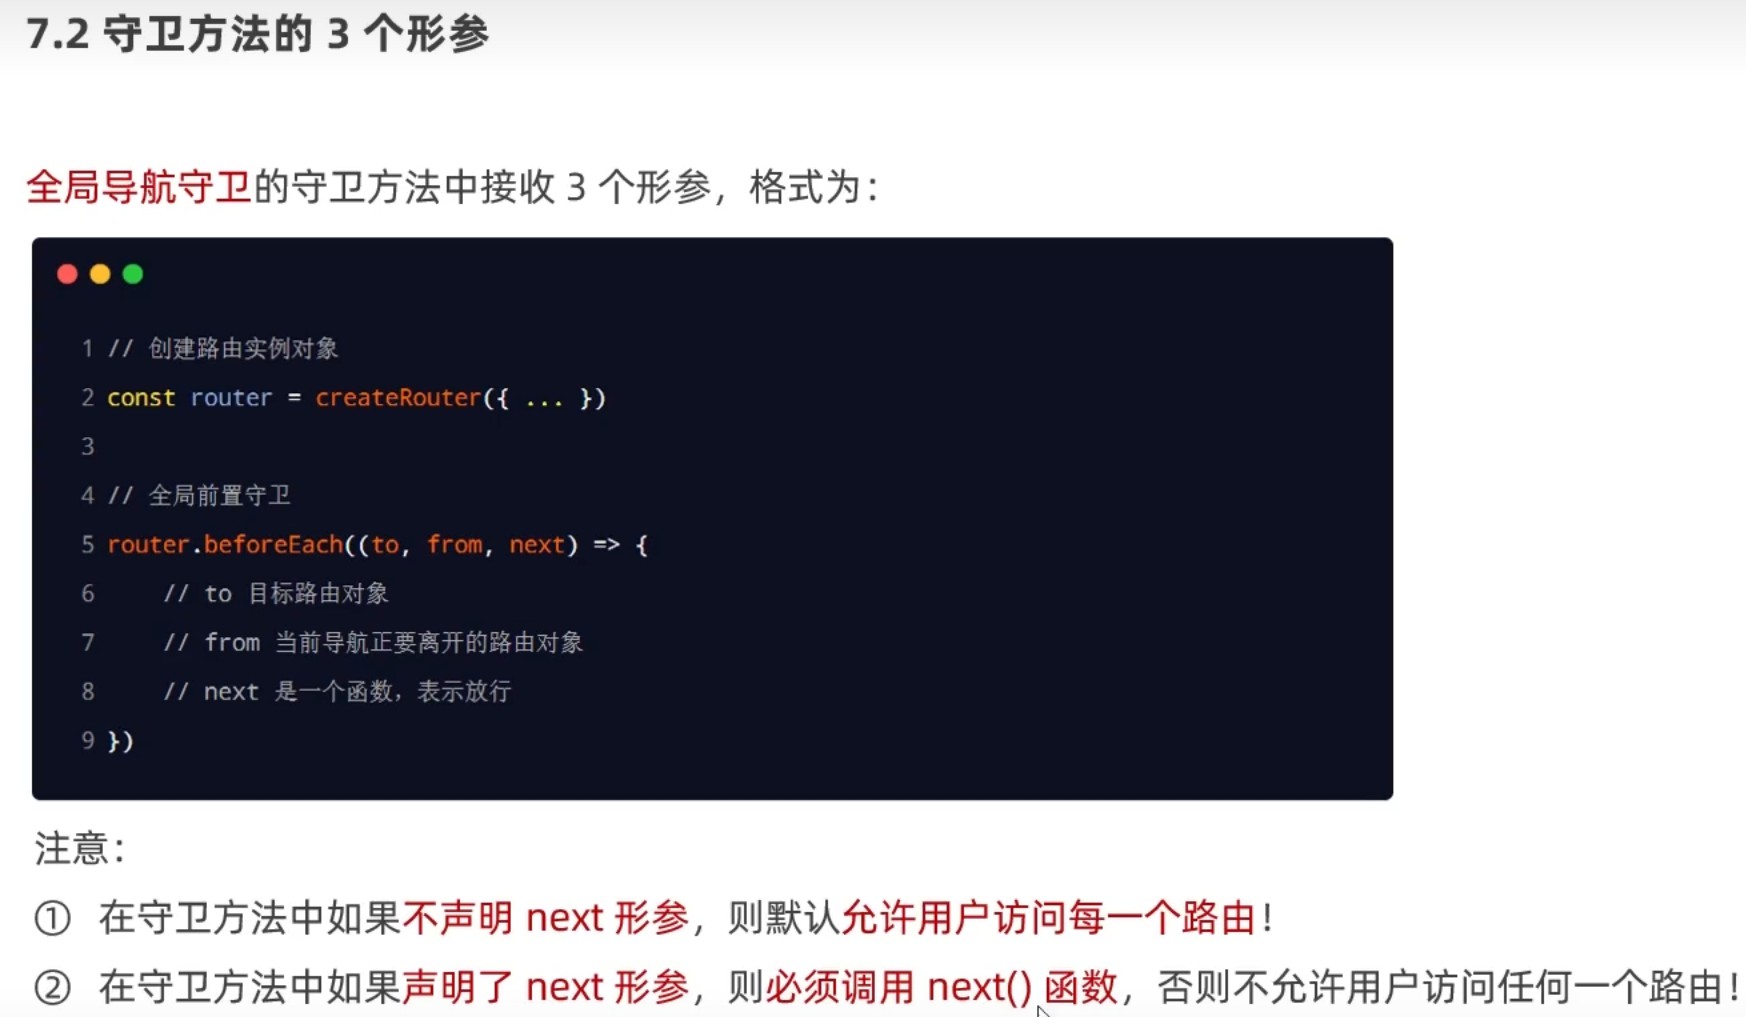 7.2 守卫方法的 3 个形参
全局导航守卫的守卫方法中接收 3 个形参，格式为：
1 // 创建路由实例对象
2 const router = createRouter({ ... })
3
4 // 全局前置守卫
5 router.beforeEach((to, from, next) => {
6     // to 目标路由对象
7     // from 当前导航正要离开的路由对象
8     // next 是一个函数，表示放行
9 })
注意：
① 在守卫方法中如果不声明 next 形参，则默认允许用户访问每一个路由！
② 在守卫方法中如果声明了 next 形参，则必须调用 next() 函数，否则不允许用户访问任何一个路由！